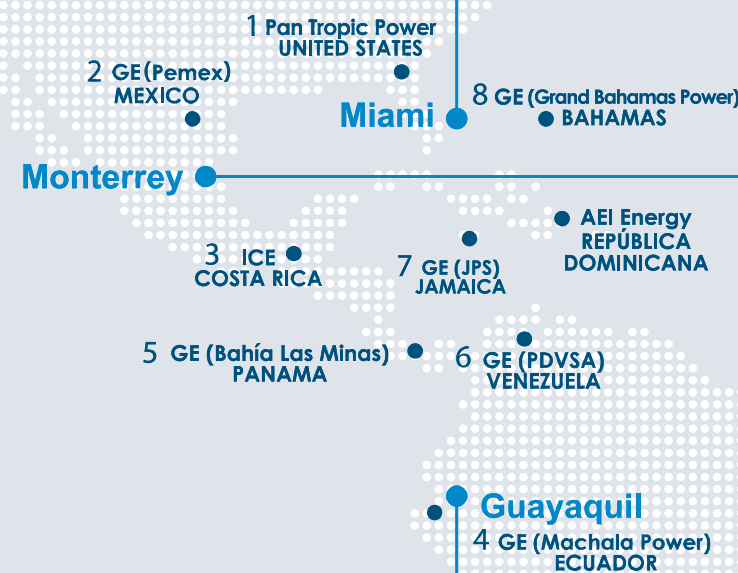 1 Pan Tropic Power
UNITED STATES
2 GE(Pemex)
MEXICO
Miami
8 GE (Grand Bahamas Power)
BAHAMAS
Monterrey
AEI Energy
REPÚBLICA
DOMINICANA
3 ICE
COSTA RICA
7 GE (JPS)
JAMAICA
5 GE (Bahía Las Minas)
PANAMA
6 GE (PDVSA)
VENEZUELA
Guayaquil
4 GE (Machala Power)
ECUADOR